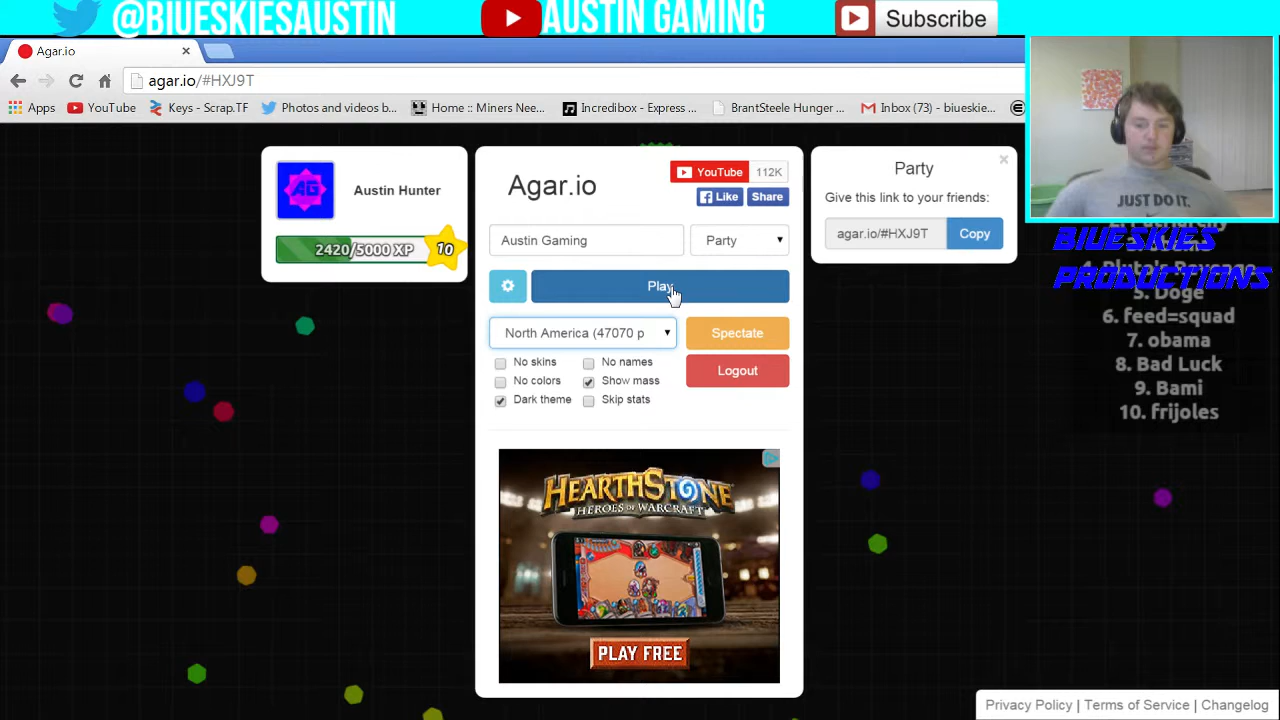 @BLUESKIESAUSTIN
AUSTIN GAMING
Subscribe
Agar.io
agar.io/#HXJ9T
Apps
YouTube
Keys - Scrap.TF
Photos and videos b...
Home :: Miners Nee...
Incredibox - Express ...
BrantSteele Hunger ...
Inbox (73) - blueskie...
AG
Austin Hunter
2420/5000 XP
10
Agar.io
YouTube
112K
Like
Share
Austin Gaming
Party
Play
North America (47070 p
Spectate
No skins
No names
No colors
Show mass
Dark theme
Skip stats
Logout
HEARTHSTONE
HEROES OF WARCRAFT
PLAY FREE
Party
Give this link to your friends:
agar.io/#HXJ9T
Copy
JUST DO IT.
BLUESKIES
PRODUCTIONS
5. Doge
6. feed=squad
7. obama
8. Bad Luck
9. Bami
10. frijoles
Privacy Policy | Terms of Service | Changelog